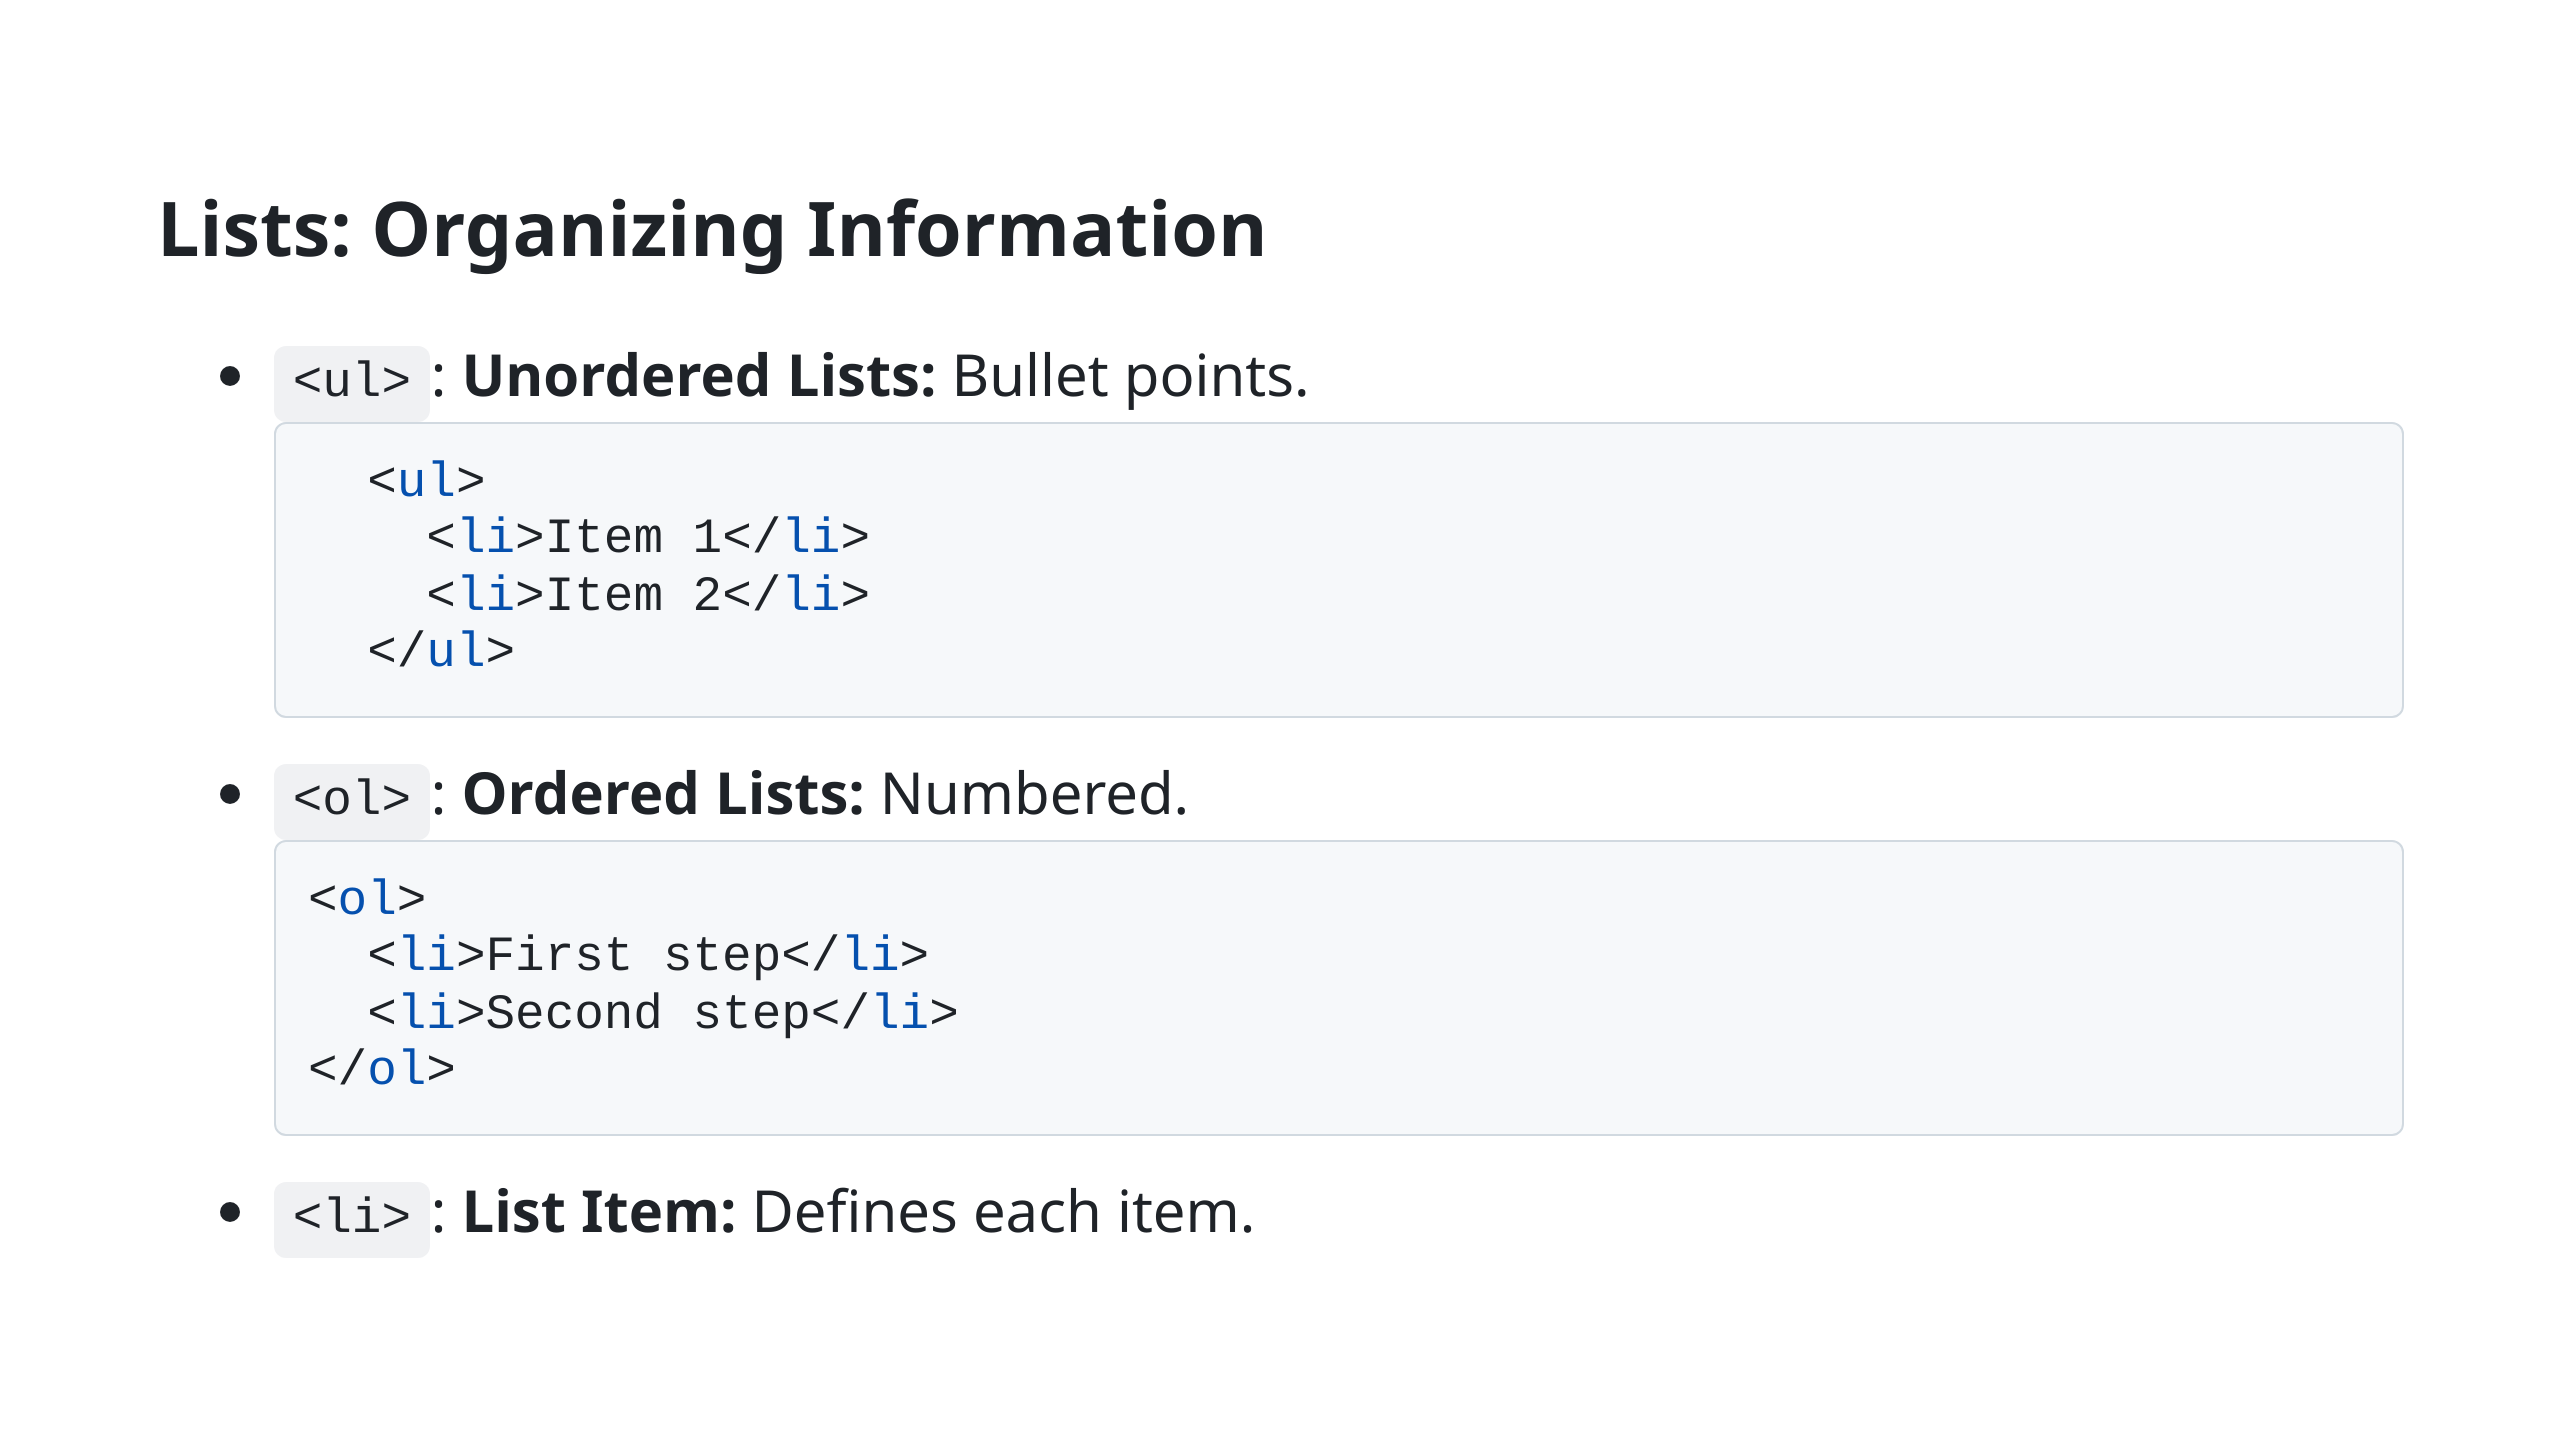 Lists: Organizing Information
• <ul>: Unordered Lists: Bullet points.
  <ul>
    <li>Item 1</li>
    <li>Item 2</li>
  </ul>
• <ol>: Ordered Lists: Numbered.
<ol>
  <li>First step</li>
  <li>Second step</li>
</ol>
• <li>: List Item: Defines each item.